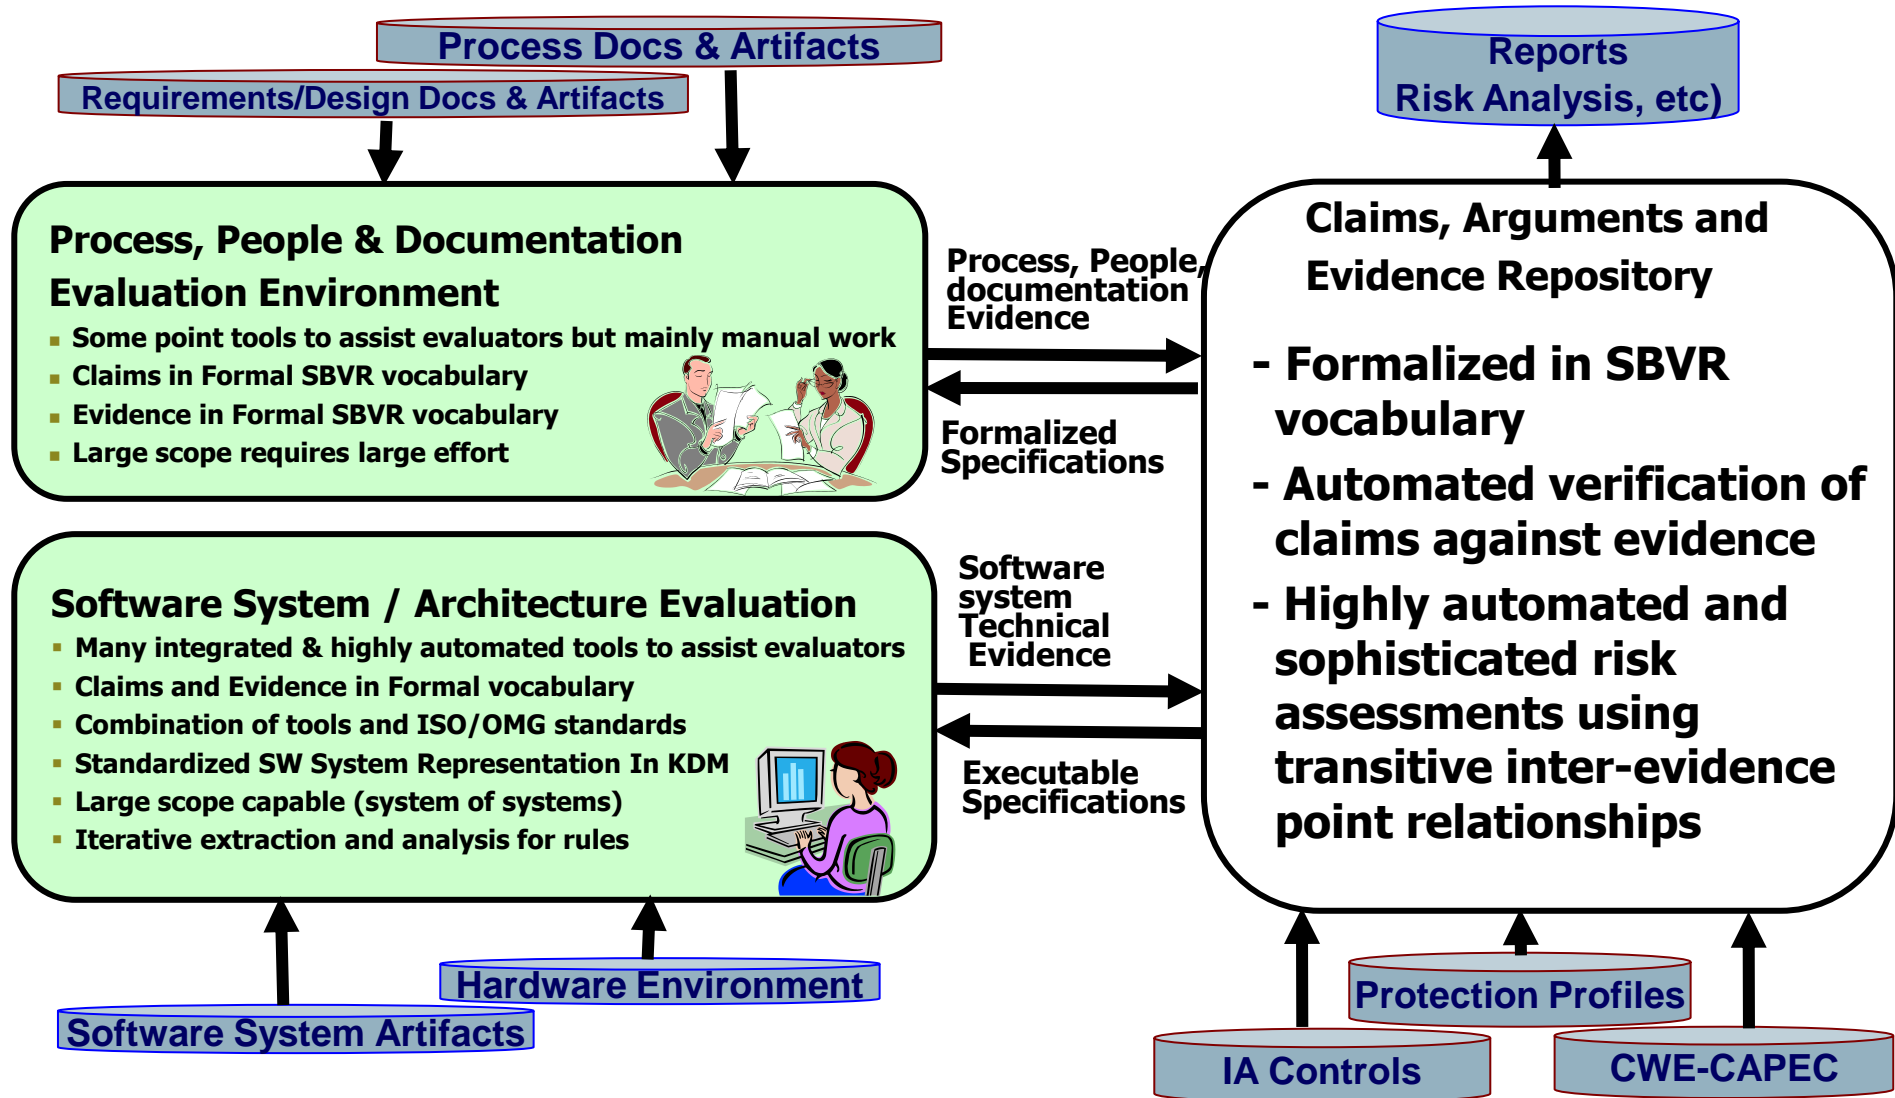 Process Docs & Artifacts
Requirements/Design Docs & Artifacts
Reports
Risk Analysis, etc)
Process, People & Documentation
Evaluation Environment
Some point tools to assist evaluators but mainly manual work
Claims in Formal SBVR vocabulary
Evidence in Formal SBVR vocabulary
Large scope requires large effort
Process, People,
documentation
Evidence
Formalized
Specifications
Claims, Arguments and
Evidence Repository
- Formalized in SBVR
vocabulary
- Automated verification of
claims against evidence
- Highly automated and
sophisticated risk
assessments using
transitive inter-evidence
point relationships
Software System / Architecture Evaluation
Many integrated & highly automated tools to assist evaluators
Claims and Evidence in Formal vocabulary
Combination of tools and ISO/OMG standards
Standardized SW System Representation In KDM
Large scope capable (system of systems)
Iterative extraction and analysis for rules
Software
system
Technical
Evidence
Executable
Specifications
Hardware Environment
Software System Artifacts
Protection Profiles
IA Controls
CWE-CAPEC